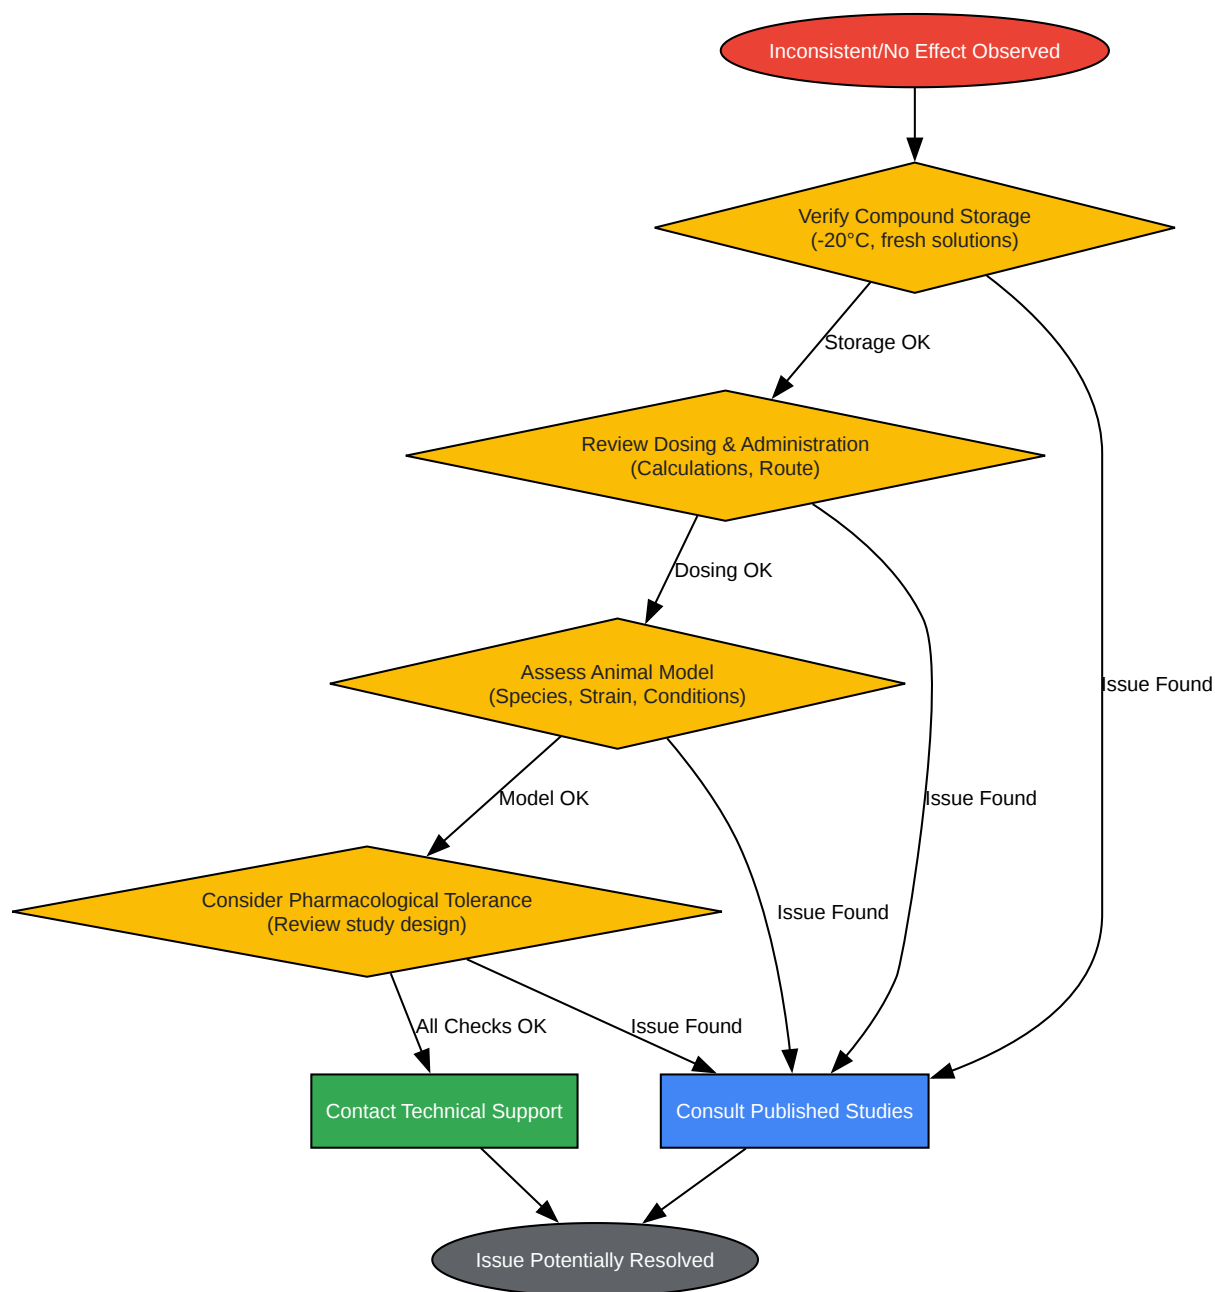 Inconsistent/No Effect Observed
Verify Compound Storage
(-20°C, fresh solutions)
Storage OK
Review Dosing & Administration
(Calculations, Route)
Dosing OK
Assess Animal Model
(Species, Strain, Conditions)
Issue Found
Model OK
Issue Found
Consider Pharmacological Tolerance
(Review study design)
Issue Found
All Checks OK
Issue Found
Contact Technical Support
Consult Published Studies
Issue Potentially Resolved